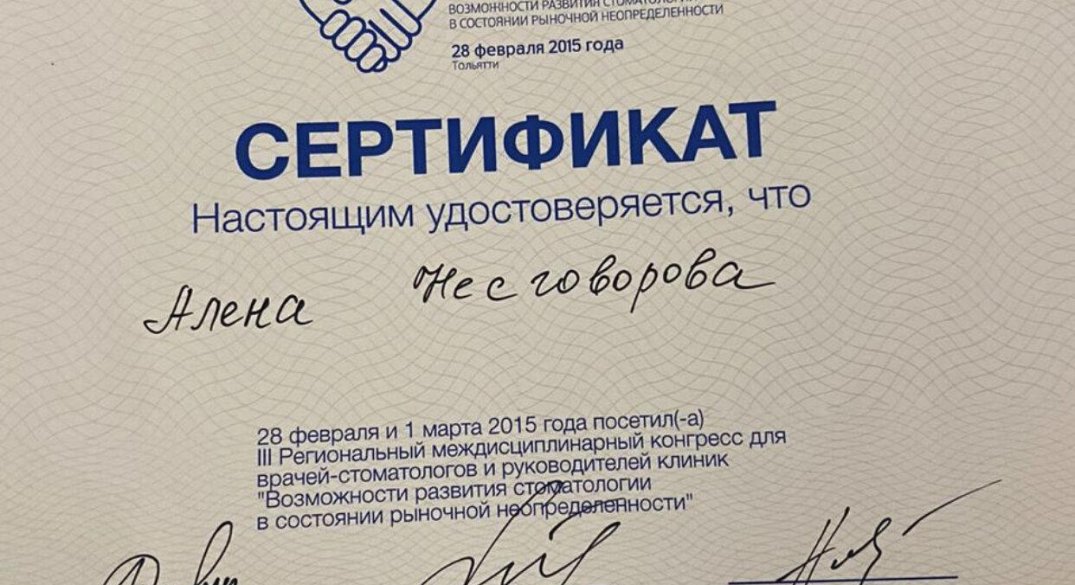 ВОЗМОЖНОСТИ РАЗВИТИЯ СТОМАТОЛОГИИ
В СОСТОЯНИИ РЫНОЧНОЙ НЕОПРЕДЕЛЕННОСТИ
28 февраля 2015 года
Тольятти
СЕРТИФИКАТ
Настоящим удостоверяется, что
Алена Несговорова
28 февраля и 1 марта 2015 года посетил(-а)
III Региональный междисциплинарный конгресс для
врачей-стоматологов и руководителей клиник
"Возможности развития стоматологии
в состоянии рыночной неопределенности"